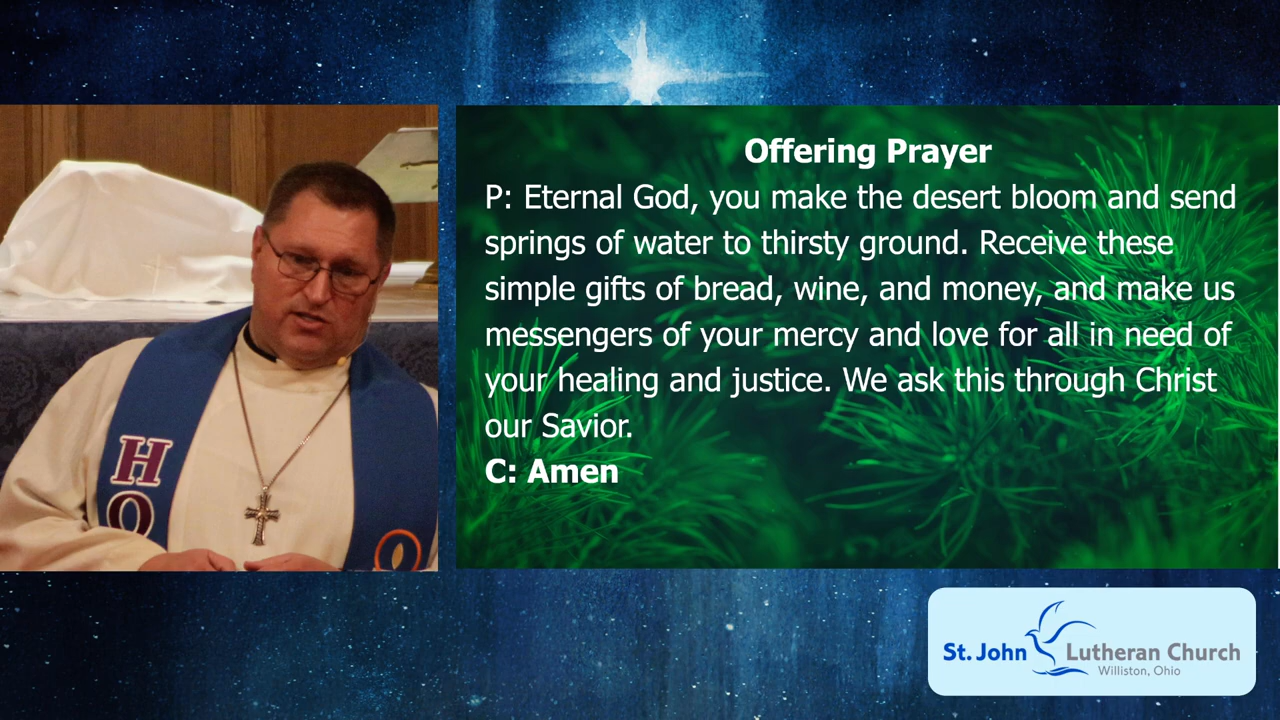 Offering Prayer
P: Eternal God, you make the desert bloom and send
springs of water to thirsty ground. Receive these
simple gifts of bread, wine, and money, and make us
messengers of your mercy and love for all in need of
your healing and justice. We ask this through Christ
our Savior.
C: Amen
H
O
St. John Lutheran Church
Williston, Ohio